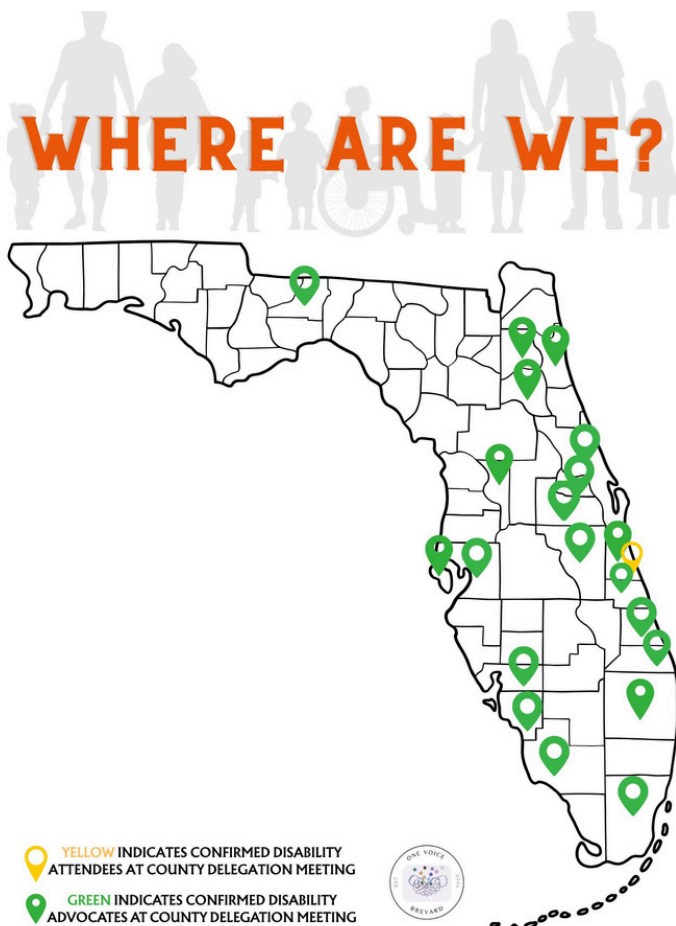 WHERE ARE WE?
YELLOW INDICATES CONFIRMED DISABILITY
ATTENDEES AT COUNTY DELEGATION MEETING
GREEN INDICATES CONFIRMED DISABILITY
ADVOCATES AT COUNTY DELEGATION MEETING
ONE VOICE
BREVARD